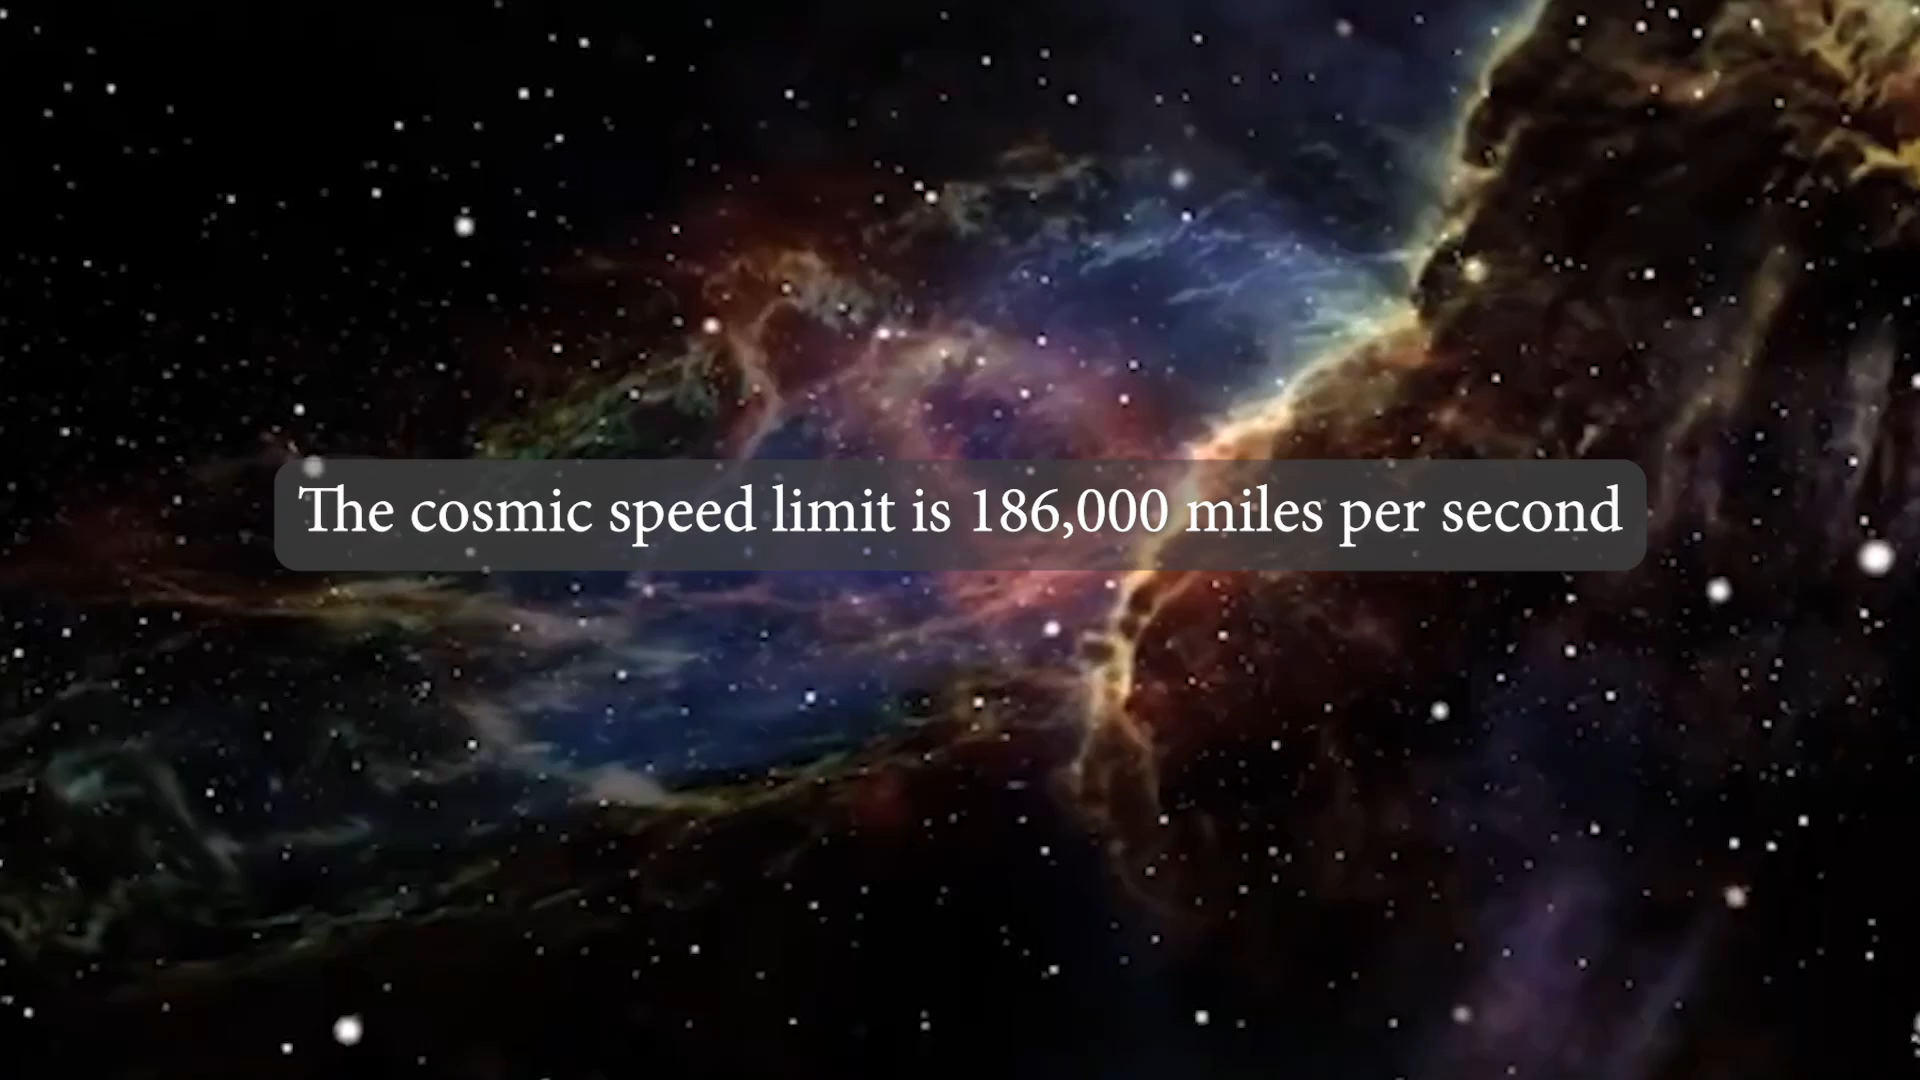 The cosmic speed limit is 186,000 miles per second